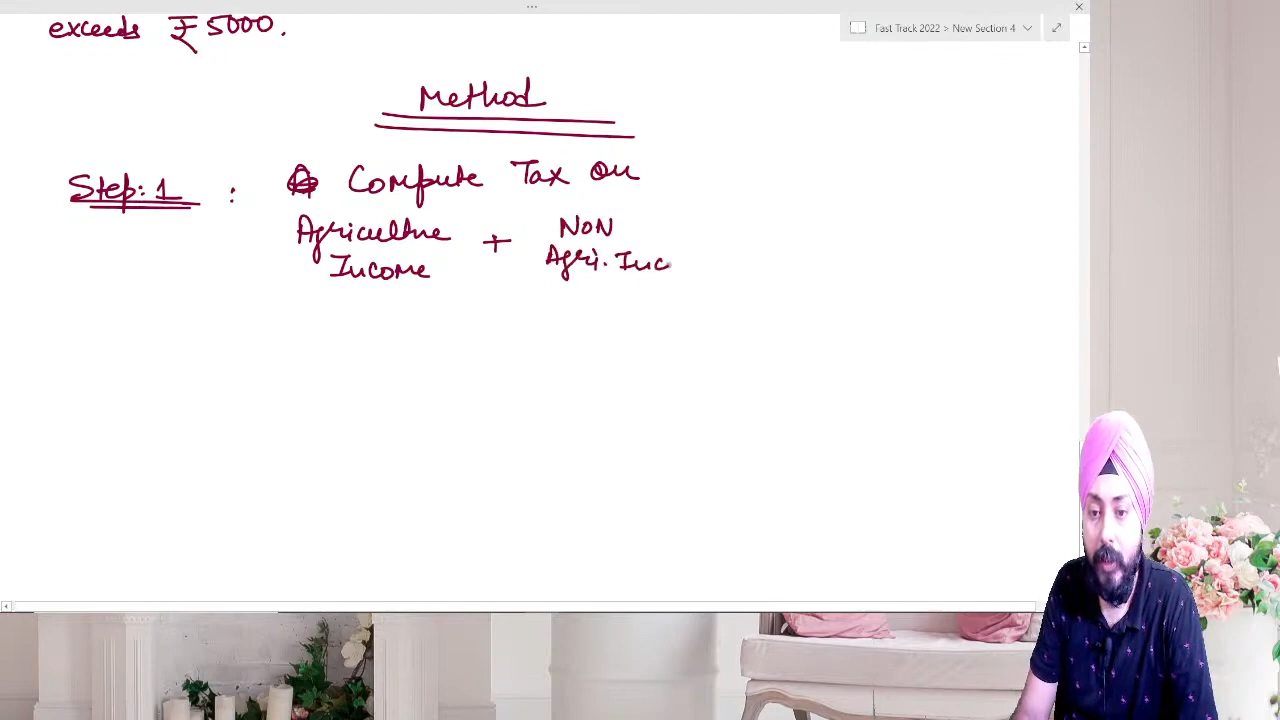 exceeds ₹ 5000.
Fast Track 2022 > New Section 4
Method
Step: 1 : Compute Tax On
Agriculture Income + NON Agri. Inc